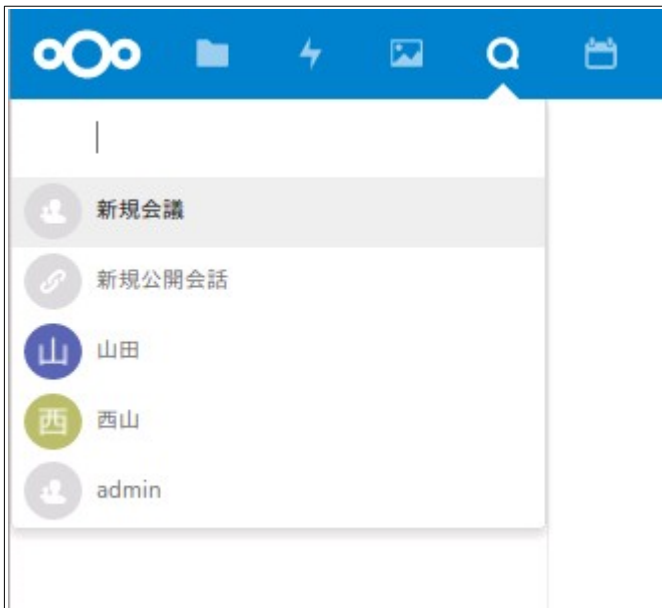 新規会議
新規公開会話
山 山田
西 西山
admin